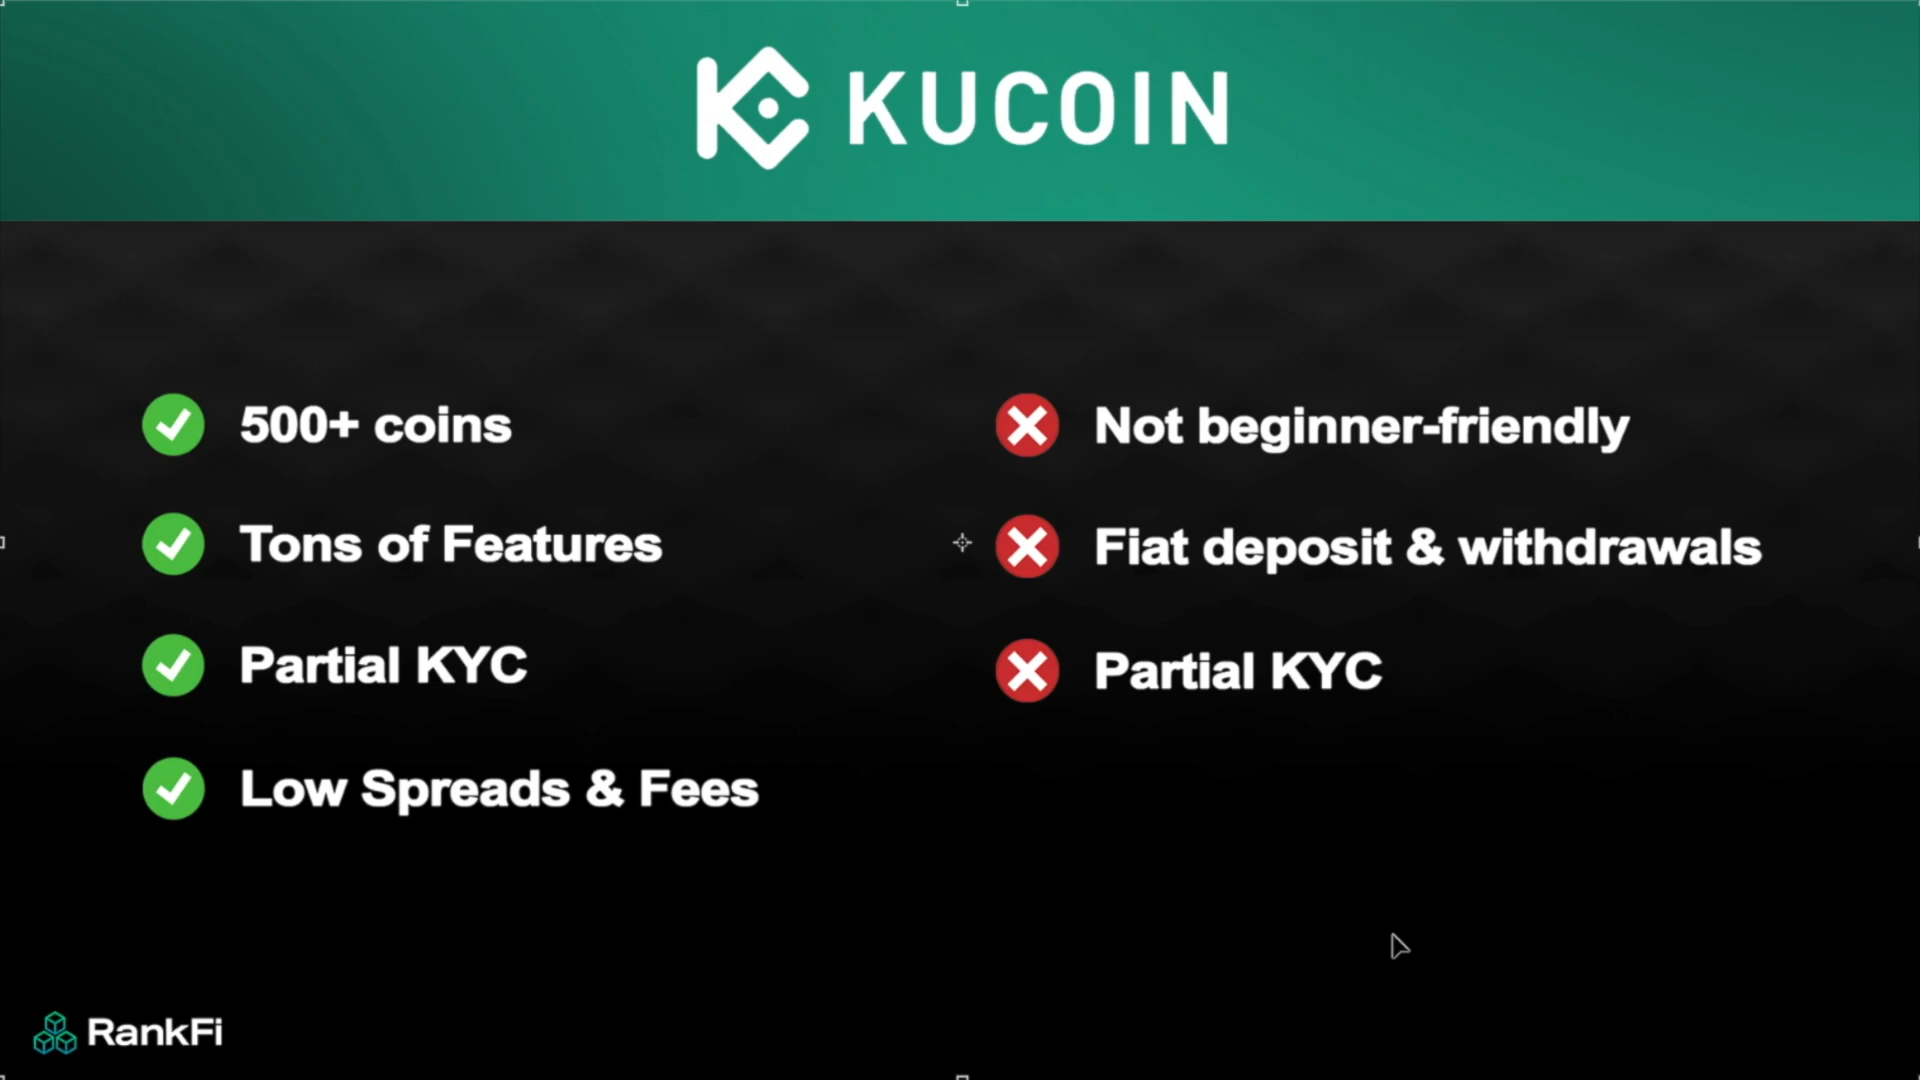 KUCOIN
500+ coins
Tons of Features
Partial KYC
Low Spreads & Fees
Not beginner-friendly
Fiat deposit & withdrawals
Partial KYC
RankFi